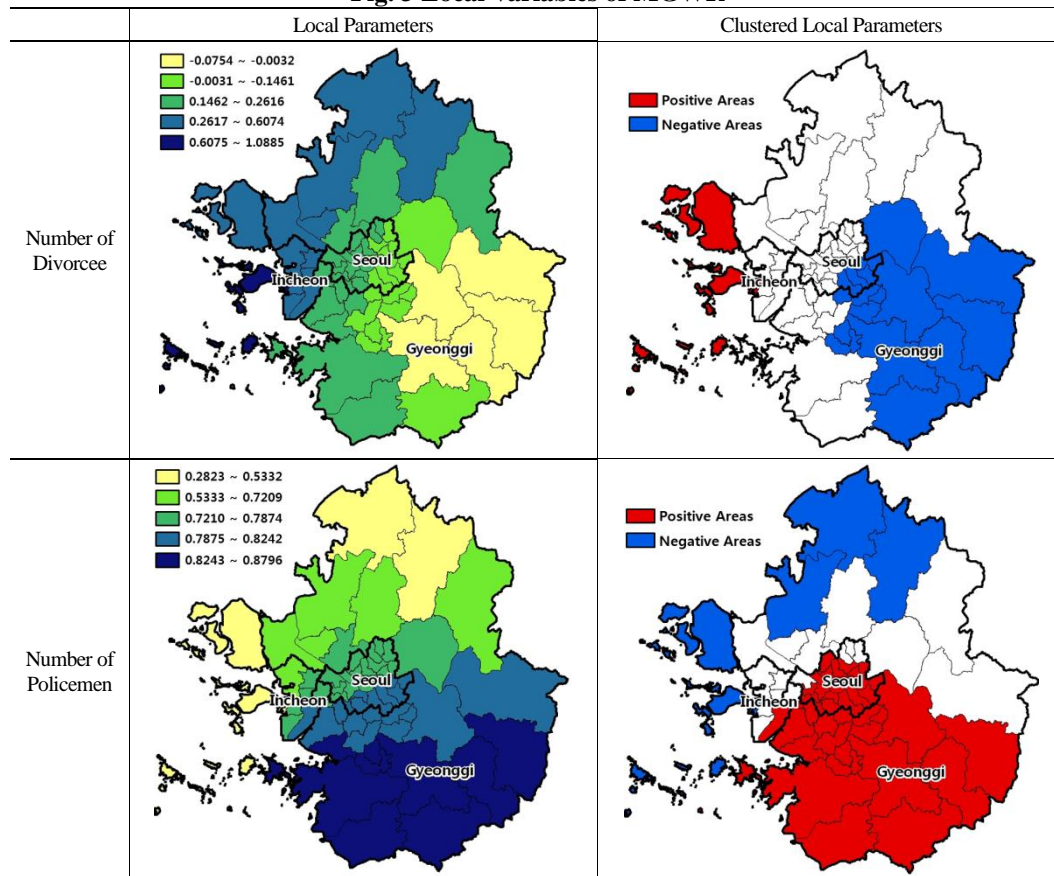 Fig. 3 Local Variables of MGWR
Local Parameters
Clustered Local Parameters
Number of
Divorcee
-0.0754 ~ -0.0032
-0.0031 ~ -0.1461
0.1462 ~ 0.2616
0.2617 ~ 0.6074
0.6075 ~ 1.0885
Seoul
Incheon
Gyeonggi
Positive Areas
Negative Areas
Seoul
Incheon
Gyeonggi
Number of
Policemen
0.2823 ~ 0.5332
0.5333 ~ 0.7209
0.7210 ~ 0.7874
0.7875 ~ 0.8242
0.8243 ~ 0.8796
Seoul
Incheon
Gyeonggi
Positive Areas
Negative Areas
Seoul
Incheon
Gyeonggi